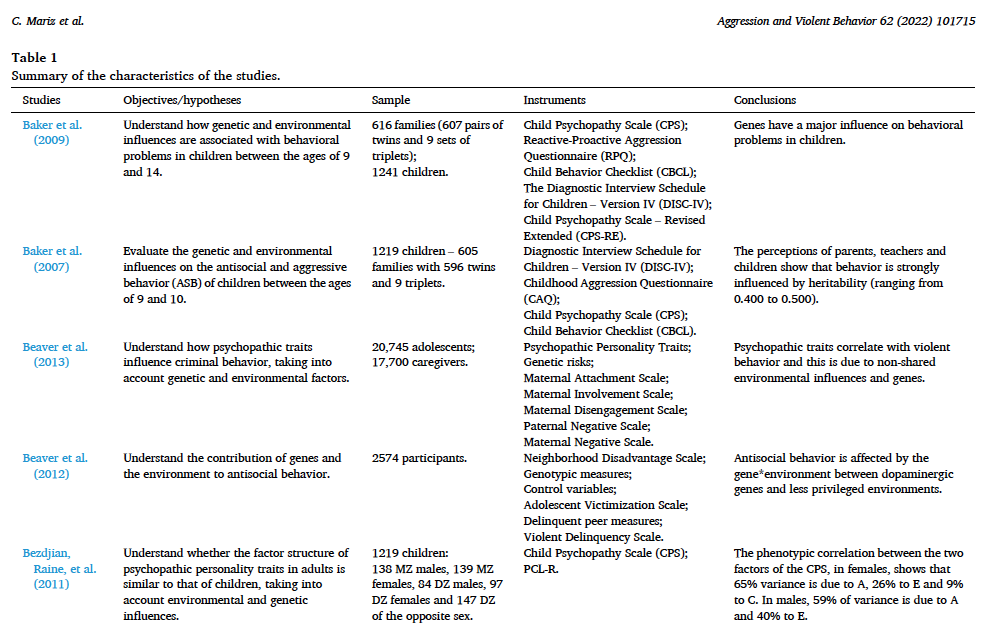 C. Mariz et al.
Aggression and Violent Behavior 62 (2022) 101715
Table 1
Summary of the characteristics of the studies.
Studies
Objectives/hypotheses
Sample
Instruments
Conclusions
Baker et al.
(2009)
Understand how genetic and environmental
influences are associated with behavioral
problems in children between the ages of 9
and 14.
616 families (607 pairs of
twins and 9 sets of
triplets);
1241 children.
Child Psychopathy Scale (CPS);
Reactive-Proactive Aggression
Questionnaire (RPQ);
Child Behavior Checklist (CBCL);
The Diagnostic Interview Schedule
for Children – Version IV (DISC-IV);
Child Psychopathy Scale – Revised
Extended (CPS-RE).
Genes have a major influence on behavioral
problems in children.
Baker et al.
(2007)
Evaluate the genetic and environmental
influences on the antisocial and aggressive
behavior (ASB) of children between the ages
of 9 and 10.
1219 children – 605
families with 596 twins
and 9 triplets.
Diagnostic Interview Schedule for
Children – Version IV (DISC-IV);
Childhood Aggression Questionnaire
(CAQ);
Child Psychopathy Scale (CPS);
Child Behavior Checklist (CBCL).
The perceptions of parents, teachers and
children show that behavior is strongly
influenced by heritability (ranging from
0.400 to 0.500).
Beaver et al.
(2013)
Understand how psychopathic traits
influence criminal behavior, taking into
account genetic and environmental factors.
20,745 adolescents;
17,700 caregivers.
Psychopathic Personality Traits;
Genetic risks;
Maternal Attachment Scale;
Maternal Involvement Scale;
Maternal Disengagement Scale;
Paternal Negative Scale;
Maternal Negative Scale.
Psychopathic traits correlate with violent
behavior and this is due to non-shared
environmental influences and genes.
Beaver et al.
(2012)
Understand the contribution of genes and
the environment to antisocial behavior.
2574 participants.
Neighborhood Disadvantage Scale;
Genotypic measures;
Control variables;
Adolescent Victimization Scale;
Delinquent peer measures;
Violent Delinquency Scale.
Antisocial behavior is affected by the
gene*environment between dopaminergic
genes and less privileged environments.
Bezdjian,
Raine, et al.
(2011)
Understand whether the factor structure of
psychopathic personality traits in adults is
similar to that of children, taking into
account environmental and genetic
influences.
1219 children:
138 MZ males, 139 MZ
females, 84 DZ males, 97
DZ females and 147 DZ
of the opposite sex.
Child Psychopathy Scale (CPS);
PCL-R.
The phenotypic correlation between the two
factors of the CPS, in females, shows that
65% variance is due to A, 26% to E and 9%
to C. In males, 59% of variance is due to A
and 40% to E.